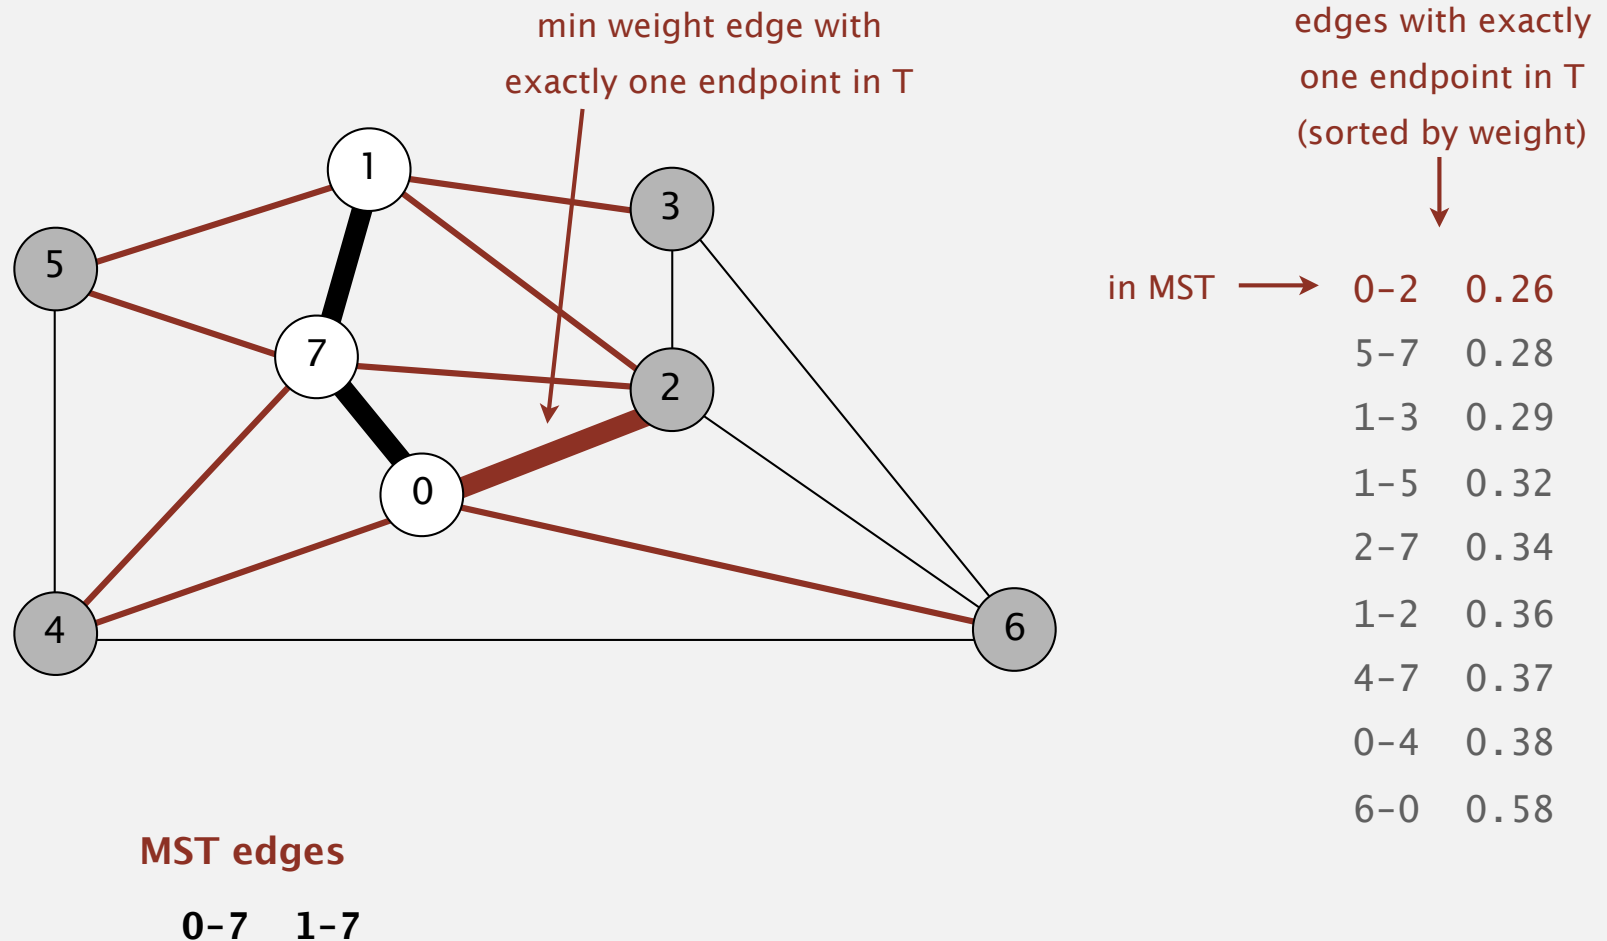 min weight edge with
exactly one endpoint in T
edges with exactly
one endpoint in T
(sorted by weight)
1
3
5
7
2
0
4
6
in MST
0-2 0.26
5-7 0.28
1-3 0.29
1-5 0.32
2-7 0.34
1-2 0.36
4-7 0.37
0-4 0.38
6-0 0.58
MST edges
0-7 1-7